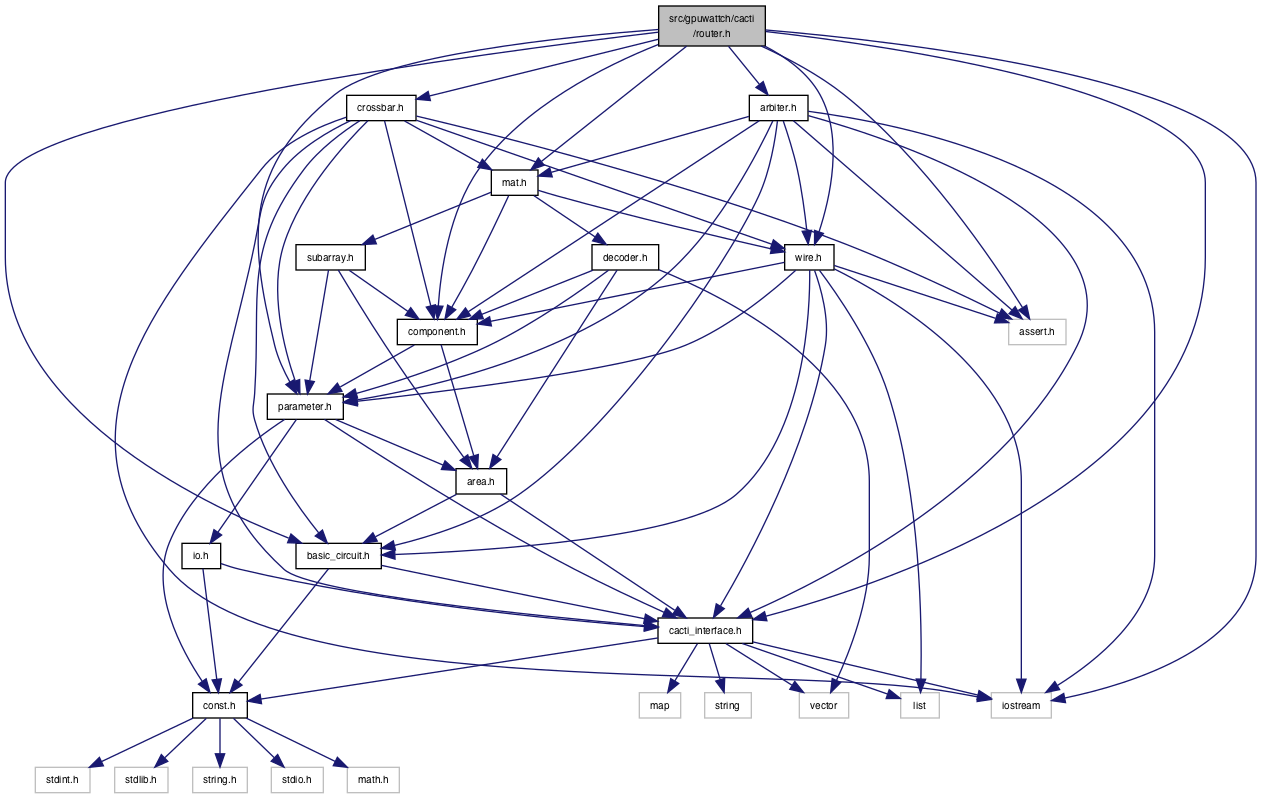 src/gpuwattch/cacti
/router.h
crossbar.h
arbiter.h
mat.h
subarray.h
decoder.h
wire.h
component.h
assert.h
parameter.h
area.h
io.h
basic_circuit.h
cacti_interface.h
const.h
map
string
vector
list
iostream
stdint.h
stdlib.h
string.h
stdio.h
math.h